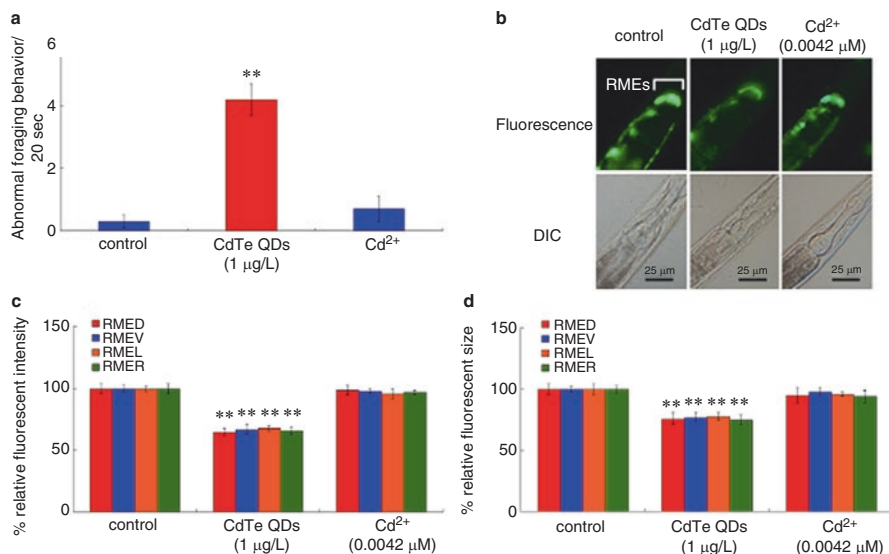 a
Abnormal foraging behavior/
20 sec
6
4
2
0
**
control
CdTe QDs
(1 μg/L)
Cd²⁺
b
control
CdTe QDs
(1 μg/L)
Cd²⁺
(0.0042 μM)
Fluorescence
RMEs
DIC
25 μm
25 μm
25 μm
c
% relative fluorescent intensity
150
100
50
0
RMED
RMEV
RMEL
RMER
** ** ** **
control
CdTe QDs
(1 μg/L)
Cd²⁺
(0.0042 μM)
d
% relative fluorescent size
150
100
50
0
RMED
RMEV
RMEL
RMER
** ** ** **
control
CdTe QDs
(1 μg/L)
Cd²⁺
(0.0042 μM)